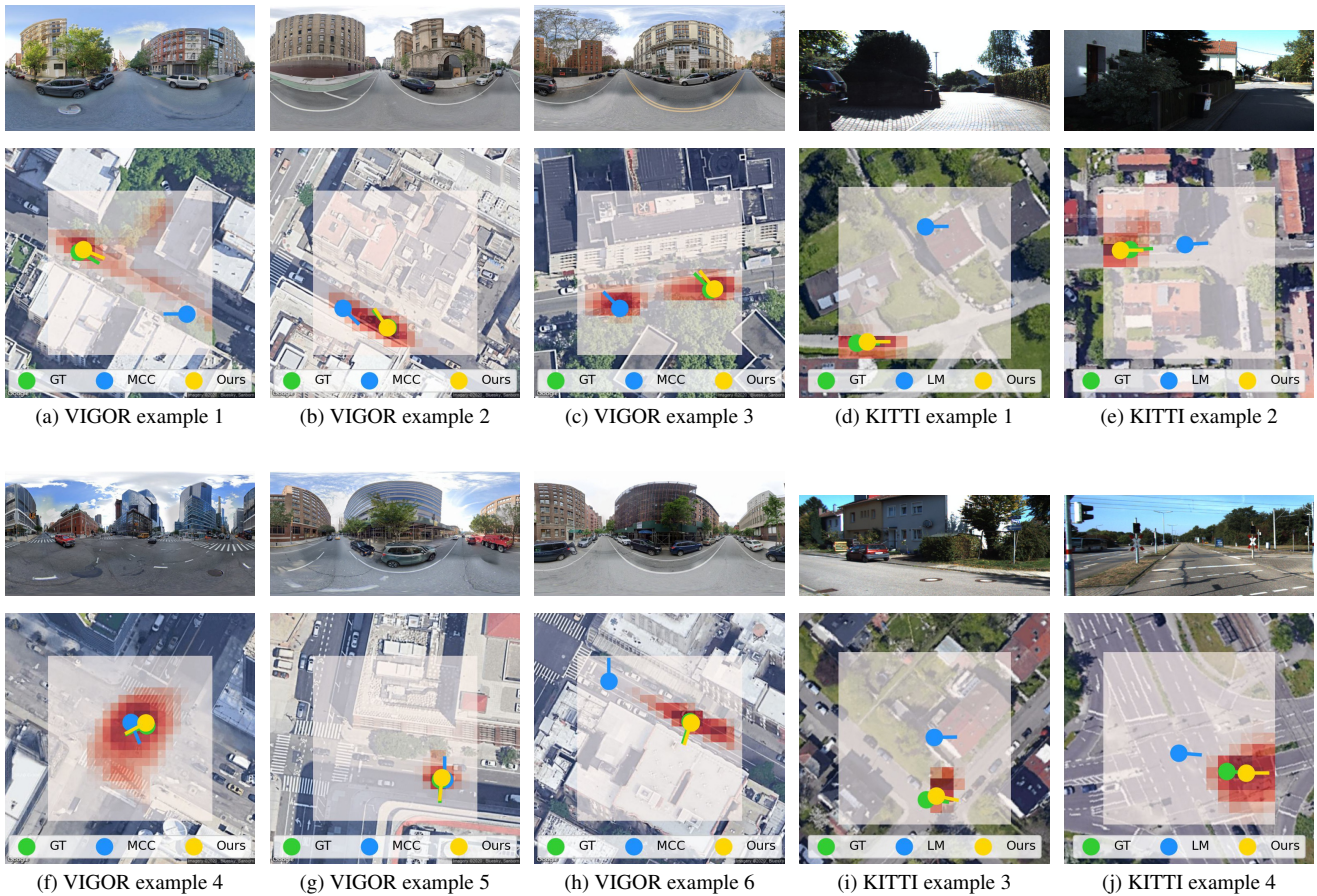 GT MCC Ours
GT MCC Ours
GT MCC Ours
GT LM Ours
GT LM Ours
(a) VIGOR example 1
(b) VIGOR example 2
(c) VIGOR example 3
(d) KITTI example 1
(e) KITTI example 2
GT MCC Ours
GT MCC Ours
GT MCC Ours
GT LM Ours
GT LM Ours
(f) VIGOR example 4
(g) VIGOR example 5
(h) VIGOR example 6
(i) KITTI example 3
(j) KITTI example 4